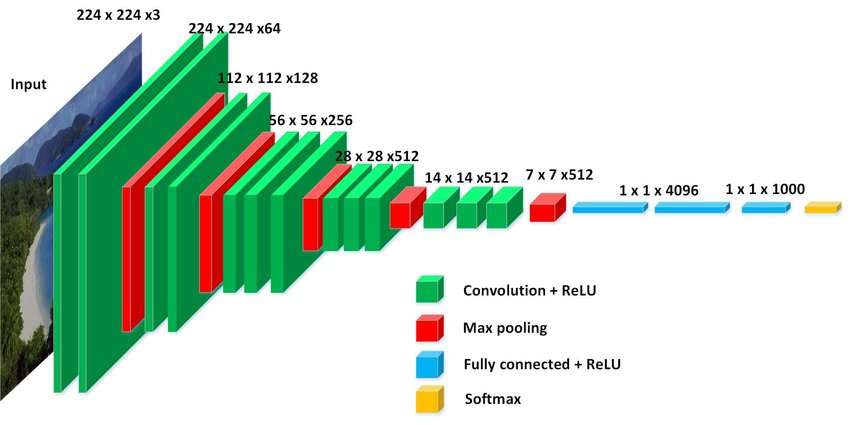 224 x 224 x3
224 x 224 x64
Input
112 x 112 x128
56 x 56 x256
28 x 28 x512
14 x 14 x512
7 x 7 x512
1 x 1 x 4096
1 x 1 x 1000
Convolution + ReLU
Max pooling
Fully connected + ReLU
Softmax